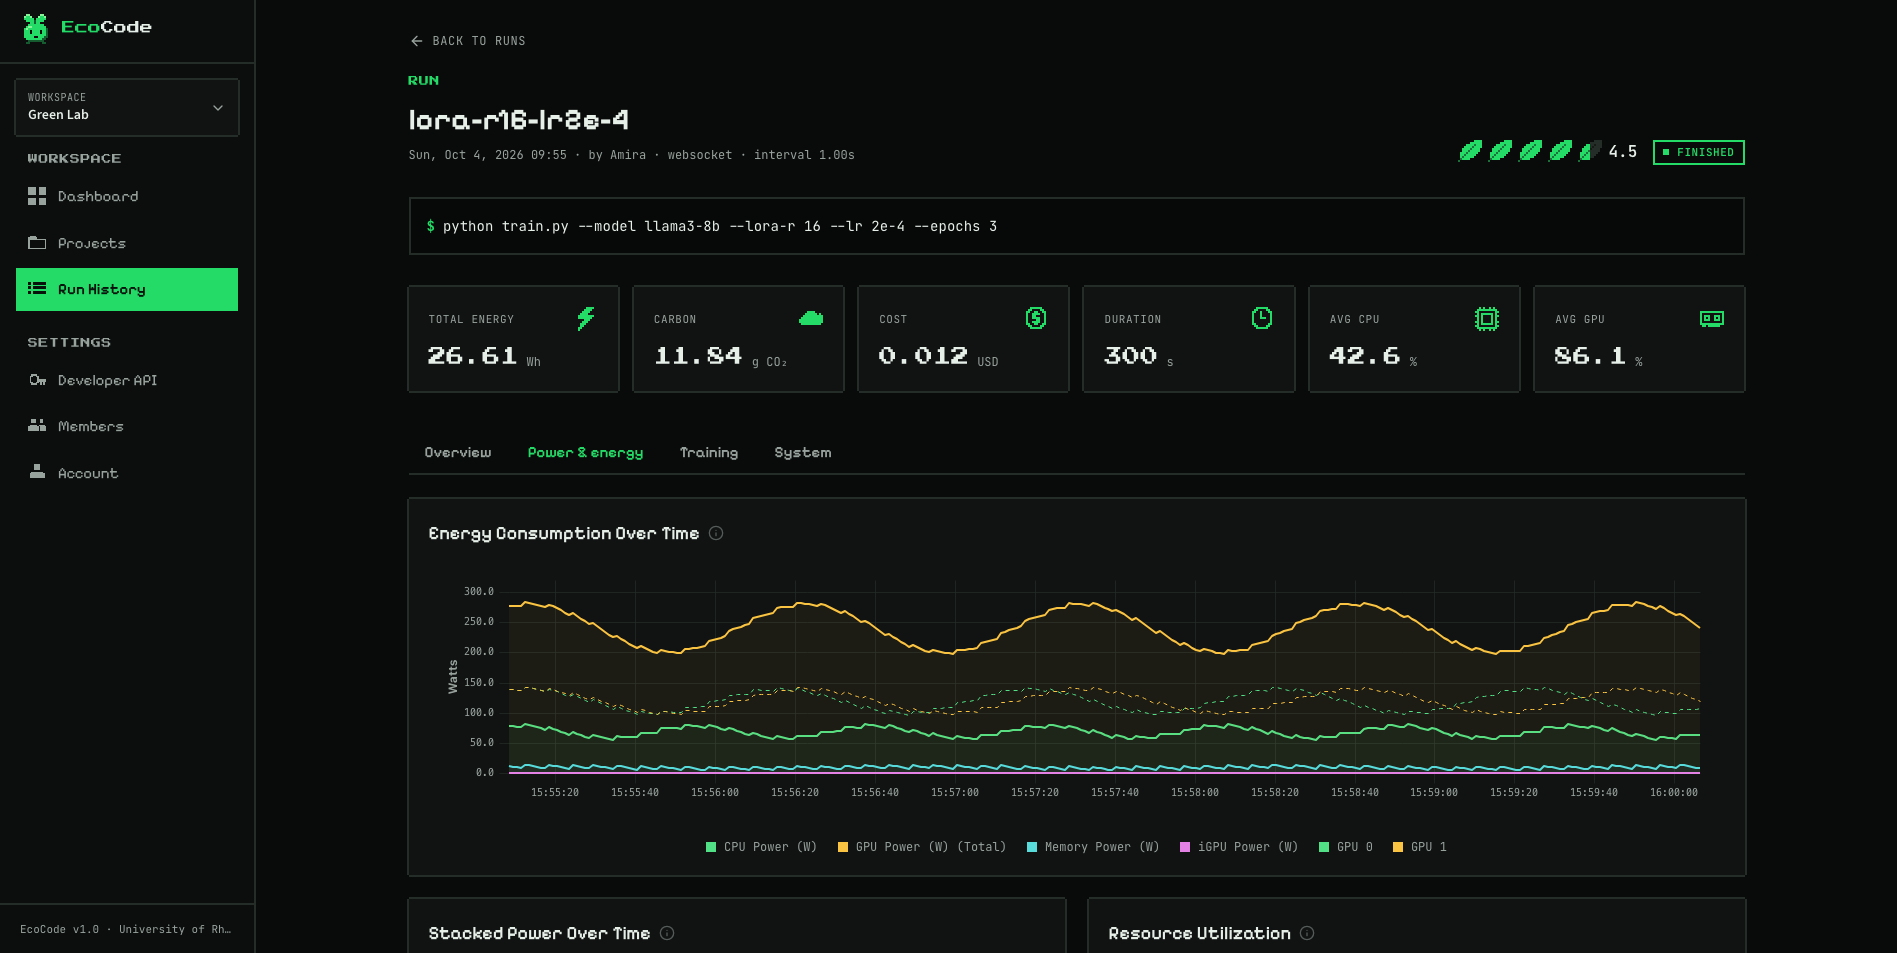 EcoCode
WORKSPACE
Green Lab
WORKSPACE
Dashboard
Projects
Run History
SETTINGS
Developer API
Members
Account
EcoCode v1.0 · University of Rh…
BACK TO RUNS
RUN
lora-r16-lr2e-4
Sun, Oct 4, 2026 09:55 · by Amira · websocket · interval 1.00s
4.5
FINISHED
$ python train.py --model llama3-8b --lora-r 16 --lr 2e-4 --epochs 3
TOTAL ENERGY
26.61 Wh
CARBON
11.84 g CO₂
COST
0.012 USD
DURATION
300 s
AVG CPU
42.6 %
AVG GPU
86.1 %
Overview Power & energy Training System
Energy Consumption Over Time
Watts
300.0
250.0
200.0
150.0
100.0
50.0
0.0
15:55:20 15:55:40 15:56:00 15:56:20 15:56:40 15:57:00 15:57:20 15:57:40 15:58:00 15:58:20 15:58:40 15:59:00 15:59:20 15:59:40 16:00:00
CPU Power (W) GPU Power (W) (Total) Memory Power (W) iGPU Power (W) GPU 0 GPU 1
Stacked Power Over Time
Resource Utilization